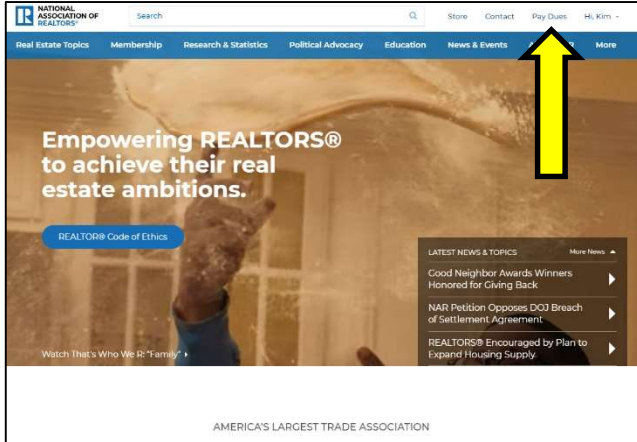 NATIONAL
ASSOCIATION OF
REALTORS®
Search
Store Contact Pay Dues Hi, Kim
Real Estate Topics Membership Research & Statistics Political Advocacy Education News & Events More
Empowering REALTORS®
to achieve their real
estate ambitions.
REALTOR® Code of Ethics
LATEST NEWS & TOPICS More News
Good Neighbor Awards Winners
Honored for Giving Back
NAR Petition Opposes DOJ Breach
of Settlement Agreement
REALTORS® Encouraged by Plan to
Expand Housing Supply
Watch That's Who We R: "Family"
AMERICA'S LARGEST TRADE ASSOCIATION